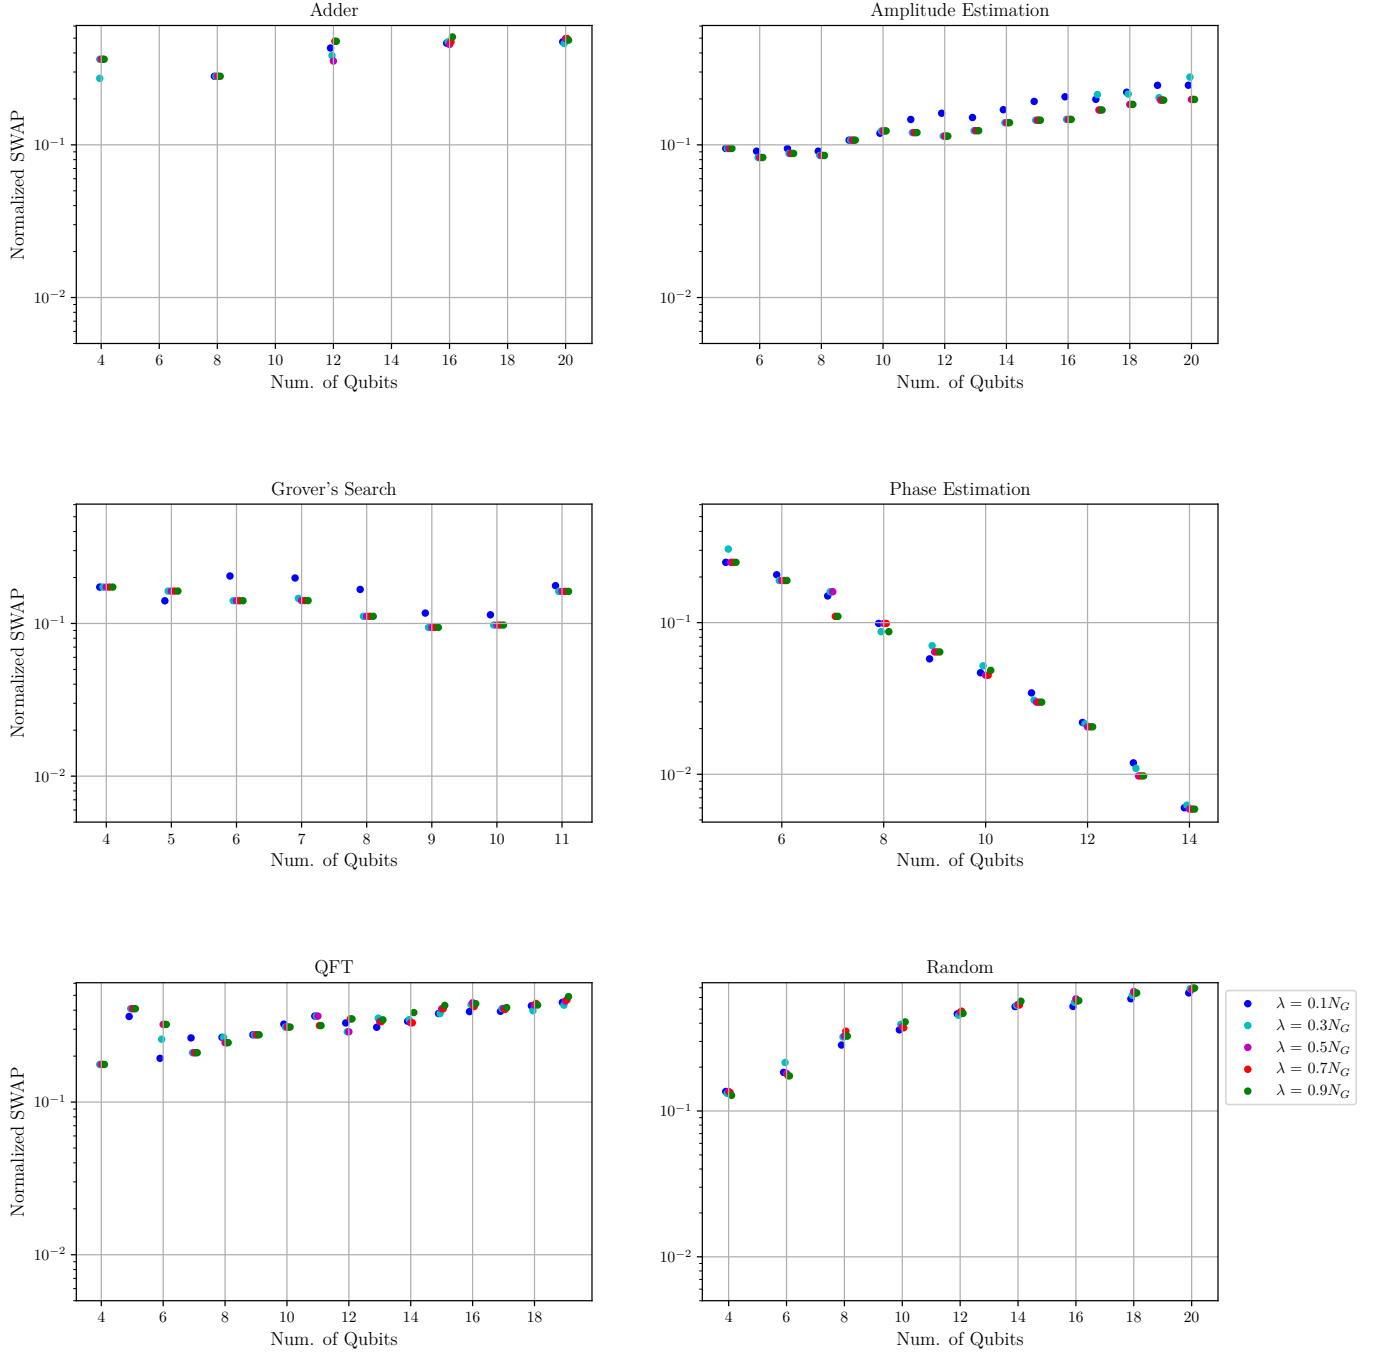 Adder
Normalized SWAP
10⁻¹
10⁻²
4 6 8 10 12 14 16 18 20
Num. of Qubits
Amplitude Estimation
10⁻¹
10⁻²
6 8 10 12 14 16 18 20
Num. of Qubits
Grover's Search
Normalized SWAP
10⁻¹
10⁻²
4 5 6 7 8 9 10 11
Num. of Qubits
Phase Estimation
10⁻¹
10⁻²
6 8 10 12 14
Num. of Qubits
QFT
Normalized SWAP
10⁻¹
10⁻²
4 6 8 10 12 14 16 18
Num. of Qubits
Random
10⁻¹
10⁻²
4 6 8 10 12 14 16 18 20
Num. of Qubits
λ = 0.1N_G
λ = 0.3N_G
λ = 0.5N_G
λ = 0.7N_G
λ = 0.9N_G